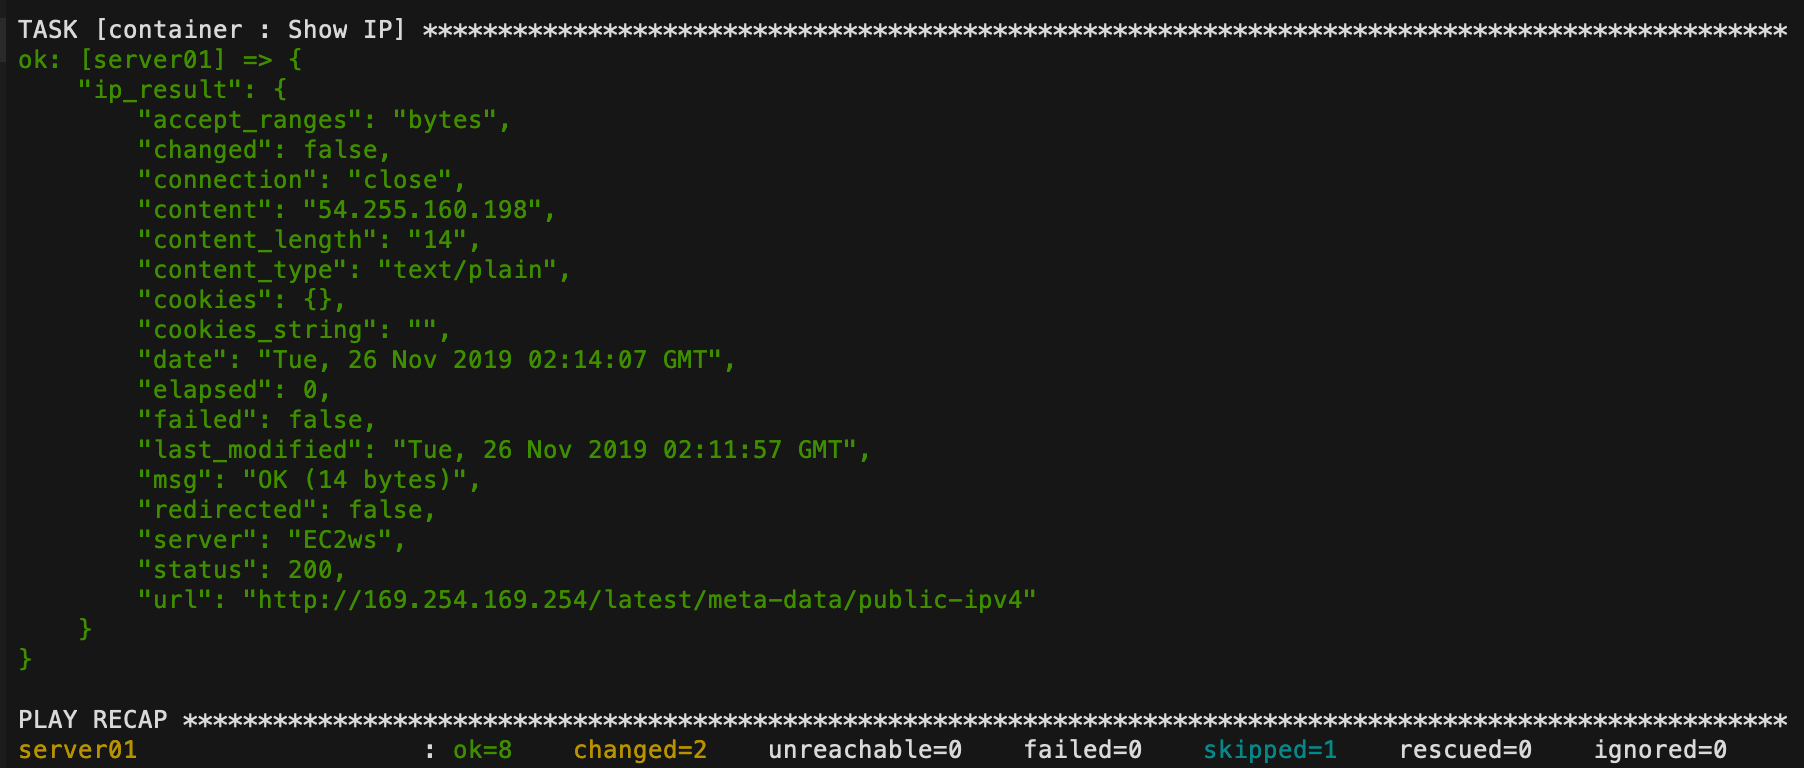 TASK [container : Show IP] *******************************************************************************************
ok: [server01] => {
    "ip_result": {
        "accept_ranges": "bytes",
        "changed": false,
        "connection": "close",
        "content": "54.255.160.198",
        "content_length": "14",
        "content_type": "text/plain",
        "cookies": {},
        "cookies_string": "",
        "date": "Tue, 26 Nov 2019 02:14:07 GMT",
        "elapsed": 0,
        "failed": false,
        "last_modified": "Tue, 26 Nov 2019 02:11:57 GMT",
        "msg": "OK (14 bytes)",
        "redirected": false,
        "server": "EC2ws",
        "status": 200,
        "url": "http://169.254.169.254/latest/meta-data/public-ipv4"
    }
}
PLAY RECAP ***********************************************************************************************************
server01                   : ok=8    changed=2    unreachable=0    failed=0    skipped=1    rescued=0    ignored=0